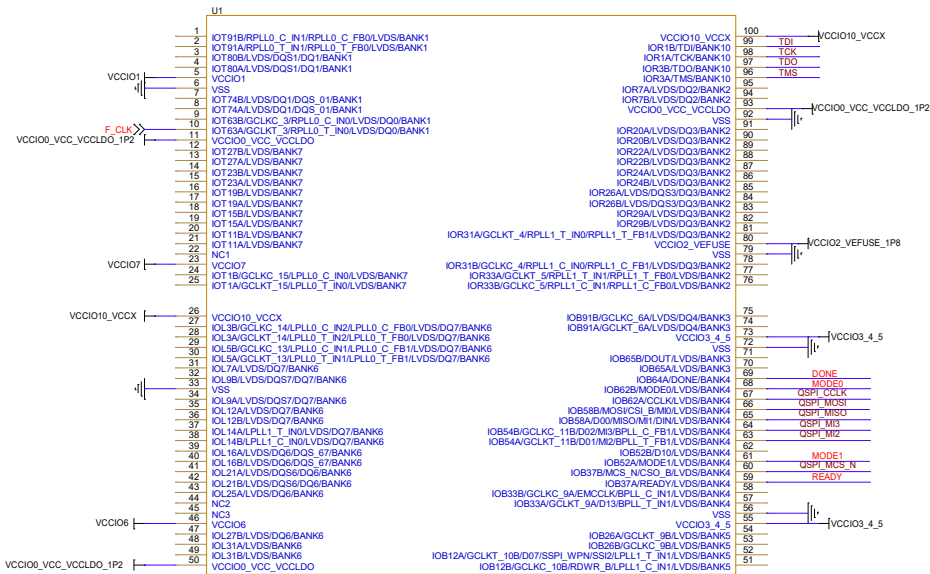 U1
1 IOT91B/RPLL0_C_IN1/RPLL0_C_FB0/LVDS/BANK1
2 IOT91A/RPLL0_T_IN1/RPLL0_T_FB0/LVDS/BANK1
3 IOT80B/LVDS/DQS1/DQ1/BANK1
4 IOT80A/LVDS/DQS1/DQ1/BANK1
VCCIO1 5 VCCIO1
6 VSS
7 IOT74B/LVDS/DQ1/DQS_01/BANK1
8 IOT74A/LVDS/DQ1/DQS_01/BANK1
9 IOT63B/GCLKC_3/RPLL0_C_IN0/LVDS/DQ0/BANK1
F_CLK 10 IOT63A/GCLKT_3/RPLL0_T_IN0/LVDS/DQ0/BANK1
VCCIO0_VCC_VCCLDO_1P2 11 VCCIO0_VCC_VCCLDO
12 IOT27B/LVDS/BANK7
13 IOT27A/LVDS/BANK7
14 IOT23B/LVDS/BANK7
15 IOT23A/LVDS/BANK7
16 IOT19B/LVDS/BANK7
17 IOT19A/LVDS/BANK7
18 IOT15B/LVDS/BANK7
19 IOT15A/LVDS/BANK7
20 IOT11B/LVDS/BANK7
21 IOT11A/LVDS/BANK7
22 NC1
VCCIO7 23 VCCIO7
24 IOT1B/GCLKC_15/LPLL0_C_IN0/LVDS/BANK7
25 IOT1A/GCLKT_15/LPLL0_T_IN0/LVDS/BANK7
VCCIO10_VCCX 26 VCCIO10_VCCX
27 IOL3B/GCLKC_14/LPLL0_C_IN2/LPLL0_C_FB0/LVDS/DQ7/BANK6
28 IOL3A/GCLKT_14/LPLL0_T_IN2/LPLL0_T_FB0/LVDS/DQ7/BANK6
29 IOL5B/GCLKC_13/LPLL0_C_IN1/LPLL0_C_FB1/LVDS/DQ7/BANK6
30 IOL5A/GCLKT_13/LPLL0_T_IN1/LPLL0_T_FB1/LVDS/DQ7/BANK6
31 IOL7A/LVDS/DQ7/BANK6
32 IOL9B/LVDS/DQS7/DQ7/BANK6
33 VSS
34 IOL9A/LVDS/DQS7/DQ7/BANK6
35 IOL12A/LVDS/DQ7/BANK6
36 IOL12B/LVDS/DQ7/BANK6
37 IOL14A/LPLL1_T_IN0/LVDS/DQ7/BANK6
38 IOL14B/LPLL1_C_IN0/LVDS/DQ7/BANK6
39 IOL16A/LVDS/DQ6/DQS_67/BANK6
40 IOL16B/LVDS/DQ6/DQS_67/BANK6
41 IOL21A/LVDS/DQS6/DQ6/BANK6
42 IOL21B/LVDS/DQS6/DQ6/BANK6
43 IOL25A/LVDS/DQ6/BANK6
44 NC2
45 NC3
VCCIO6 46 VCCIO6
47 IOL27B/LVDS/DQ6/BANK6
48 IOL31A/LVDS/BANK6
49 IOL31B/LVDS/BANK6
VCCIO0_VCC_VCCLDO_1P2 50 VCCIO0_VCC_VCCLDO
VCCIO10_VCCX 100 VCCIO10_VCCX
IOR1B/TDI/BANK10 99 TDI
IOR1A/TCK/BANK10 98 TCK
IOR3B/TDO/BANK10 97 TDO
IOR3A/TMS/BANK10 96 TMS
IOR7A/LVDS/DQ2/BANK2 95
IOR7B/LVDS/DQ2/BANK2 94
VCCIO0_VCC_VCCLDO 93 VCCIO0_VCC_VCCLDO_1P2
VSS 92
IOR20A/LVDS/DQ3/BANK2 91
IOR20B/LVDS/DQ3/BANK2 90
IOR22A/LVDS/DQ3/BANK2 89
IOR22B/LVDS/DQ3/BANK2 88
IOR24A/LVDS/DQ3/BANK2 87
IOR24B/LVDS/DQ3/BANK2 86
IOR26A/LVDS/DQS3/DQ3/BANK2 85
IOR26B/LVDS/DQS3/DQ3/BANK2 84
IOR29A/LVDS/DQ3/BANK2 83
IOR29B/LVDS/DQ3/BANK2 82
IOR31A/GCLKT_4/RPLL1_T_IN0/RPLL1_T_FB1/LVDS/DQ3/BANK2 81
VCCIO2_VEFUSE 80 VCCIO2_VEFUSE_1P8
VSS 79
IOR31B/GCLKC_4/RPLL1_C_IN0/RPLL1_C_FB1/LVDS/DQ3/BANK2 78
IOR33A/GCLKT_5/RPLL1_T_IN1/RPLL1_T_FB0/LVDS/BANK2 77
IOR33B/GCLKC_5/RPLL1_C_IN1/RPLL1_C_FB0/LVDS/BANK2 76
IOB91B/GCLKC_6A/LVDS/DQ4/BANK3 75
IOB91A/GCLKT_6A/LVDS/DQ4/BANK3 74
VCCIO3_4_5 73 VCCIO3_4_5
VSS 72
IOB65B/DOUT/LVDS/BANK3 71
IOB65A/LVDS/BANK3 70
IOB64A/DONE/BANK4 69 DONE
IOB62B/MODE0/LVDS/BANK4 68 MODE0
IOB62A/CCLK/LVDS/BANK4 67 QSPI_CCLK
IOB58B/MOSI/CSI_B/MI0/LVDS/BANK4 66 QSPI_MOSI
IOB58A/D00/MISO/MI1/DIN/LVDS/BANK4 65 QSPI_MISO
IOB54B/GCLKC_11B/D02/MI3/BPLL_C_FB1/LVDS/BANK4 64 QSPI_MI3
IOB54A/GCLKT_11B/D01/MI2/BPLL_T_FB1/LVDS/BANK4 63 QSPI_MI2
IOB52B/D10/LVDS/BANK4 62
IOB52A/MODE1/LVDS/BANK4 61 MODE1
IOB37B/MCS_N/CSO_B/LVDS/BANK4 60 QSPI_MCS_N
IOB37A/READY/LVDS/BANK4 59 READY
IOB33B/GCLKC_9A/EMCCLK/BPLL_C_IN1/LVDS/BANK4 58
IOB33A/GCLKT_9A/D13/BPLL_T_IN1/LVDS/BANK4 57
VSS 56
VCCIO3_4_5 55 VCCIO3_4_5
IOB26A/GCLKT_9B/LVDS/BANK5 54
IOB26B/GCLKC_9B/LVDS/BANK5 53
IOB12A/GCLKT_10B/D07/SSPI_WPN/SSI2/LPLL1_T_IN1/LVDS/BANK5 52
IOB12B/GCLKC_10B/RDWR_B/LPLL1_C_IN1/LVDS/BANK5 51